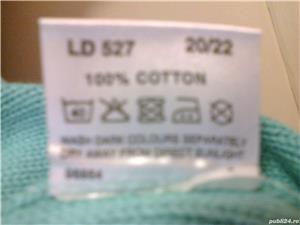 LD 527 20/22
100% COTTON
WASH DARK COLOURS SEPARATELY
DRY AWAY FROM DIRECT SUNLIGHT
publi24.ro